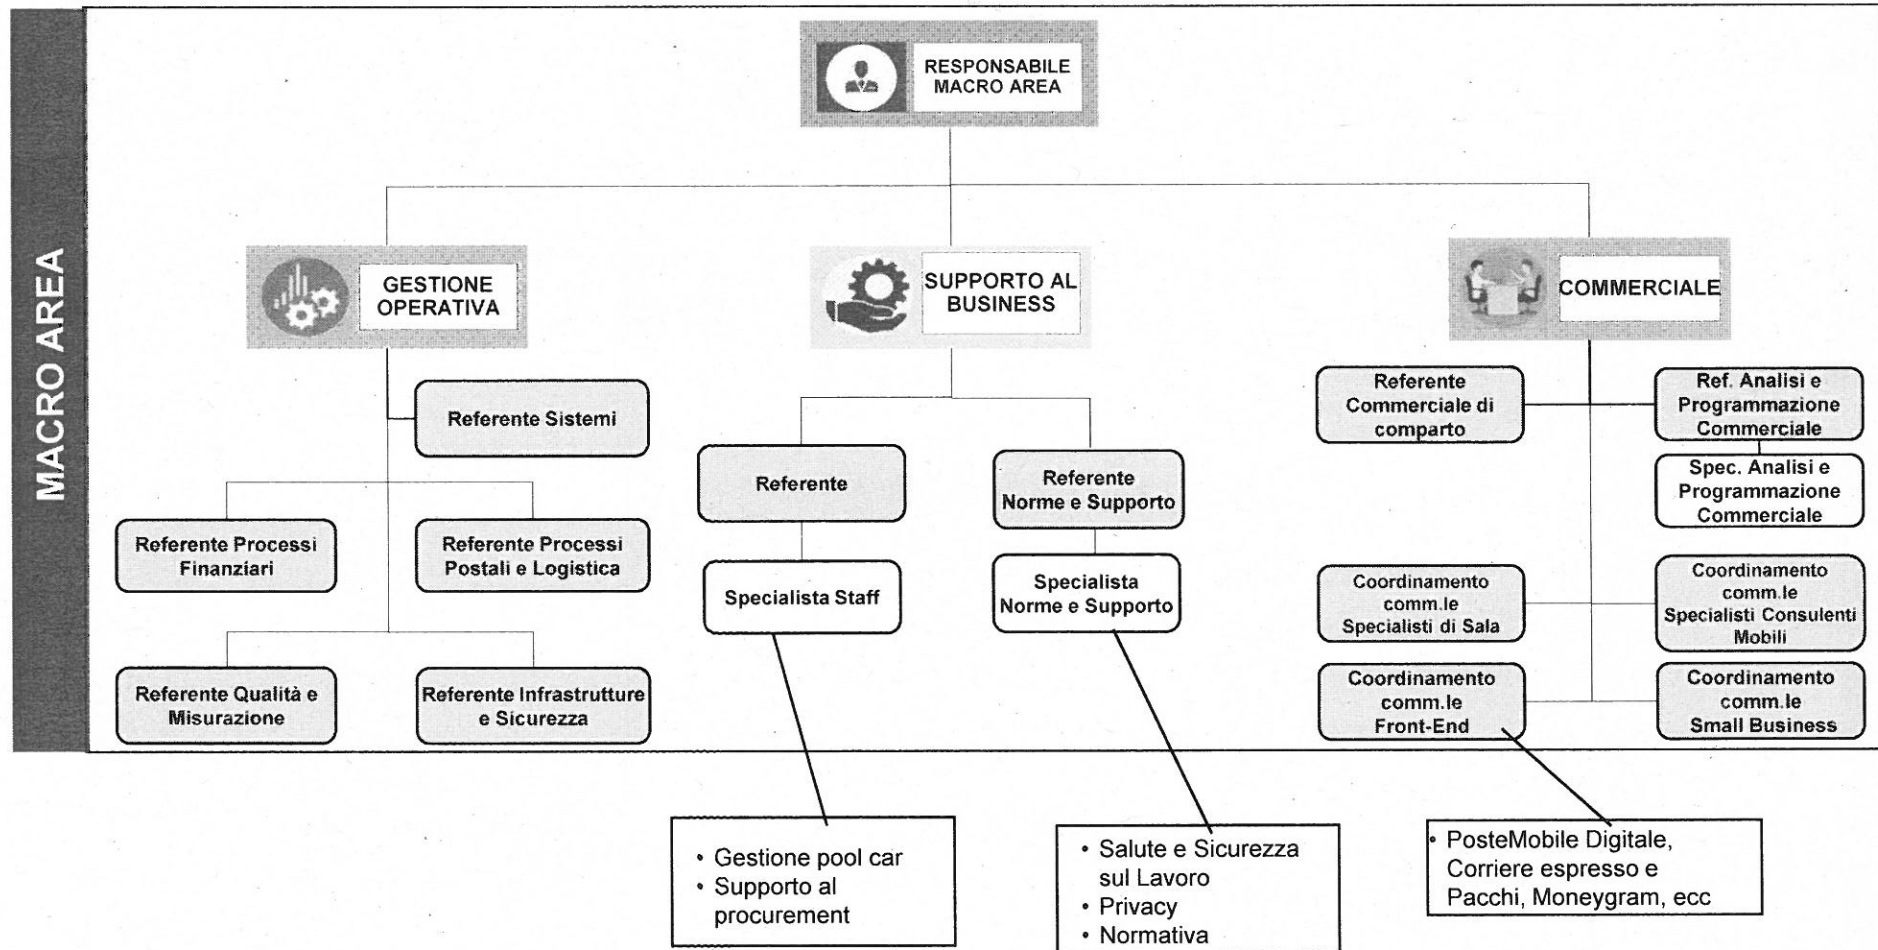 MACRO AREA
RESPONSABILE
MACRO AREA
GESTIONE
OPERATIVA
SUPPORTO AL
BUSINESS
COMMERCIALE
Referente Sistemi
Referente Processi
Finanziari
Referente Processi
Postali e Logistica
Referente Qualità e
Misurazione
Referente Infrastrutture
e Sicurezza
Referente
Specialista Staff
Referente
Norme e Supporto
Specialista
Norme e Supporto
Referente
Commerciale di
comparto
Ref. Analisi e
Programmazione
Commerciale
Spec. Analisi e
Programmazione
Commerciale
Coordinamento
comm.le
Specialisti di Sala
Coordinamento
comm.le
Specialisti Consulenti
Mobili
Coordinamento
comm.le
Front-End
Coordinamento
comm.le
Small Business
• Gestione pool car
• Supporto al
procurement
• Salute e Sicurezza
sul Lavoro
• Privacy
• Normativa
• PosteMobile Digitale,
Corriere espresso e
Pacchi, Moneygram, ecc